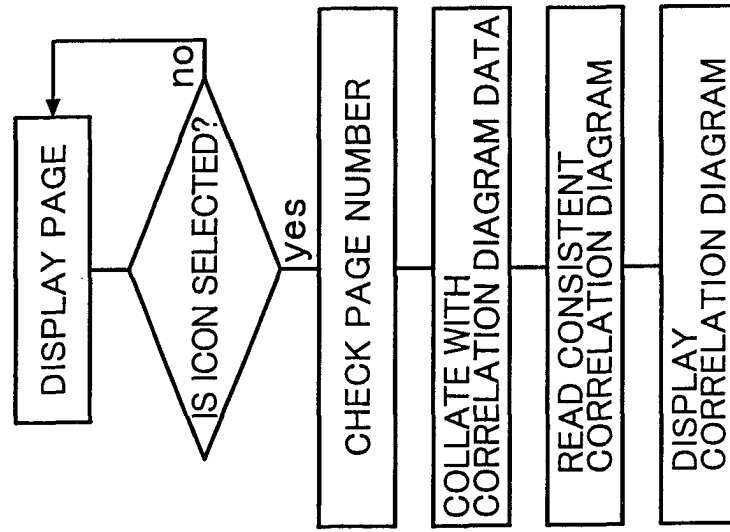 DISPLAY PAGE
no
IS ICON SELECTED?
yes
CHECK PAGE NUMBER
COLLATE WITH
CORRELATION DIAGRAM DATA
READ CONSISTENT
CORRELATION DIAGRAM
DISPLAY
CORRELATION DIAGRAM